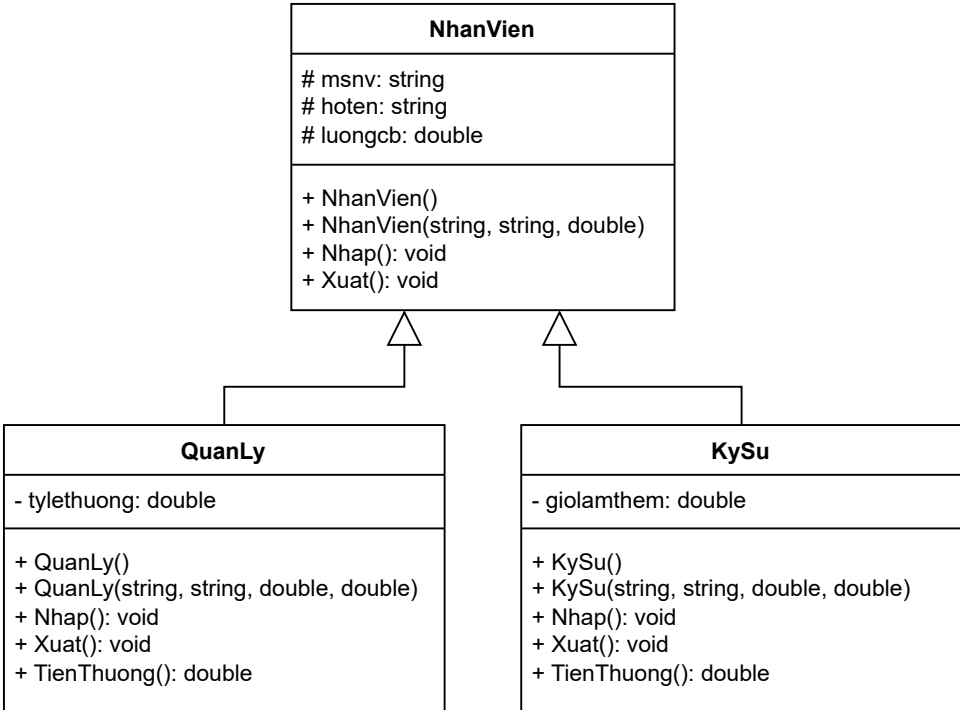 NhanVien
# msnv: string
# hoten: string
# luongcb: double
+ NhanVien()
+ NhanVien(string, string, double)
+ Nhap(): void
+ Xuat(): void
QuanLy
- tylethuong: double
+ QuanLy()
+ QuanLy(string, string, double, double)
+ Nhap(): void
+ Xuat(): void
+ TienThuong(): double
KySu
- giolamthem: double
+ KySu()
+ KySu(string, string, double, double)
+ Nhap(): void
+ Xuat(): void
+ TienThuong(): double